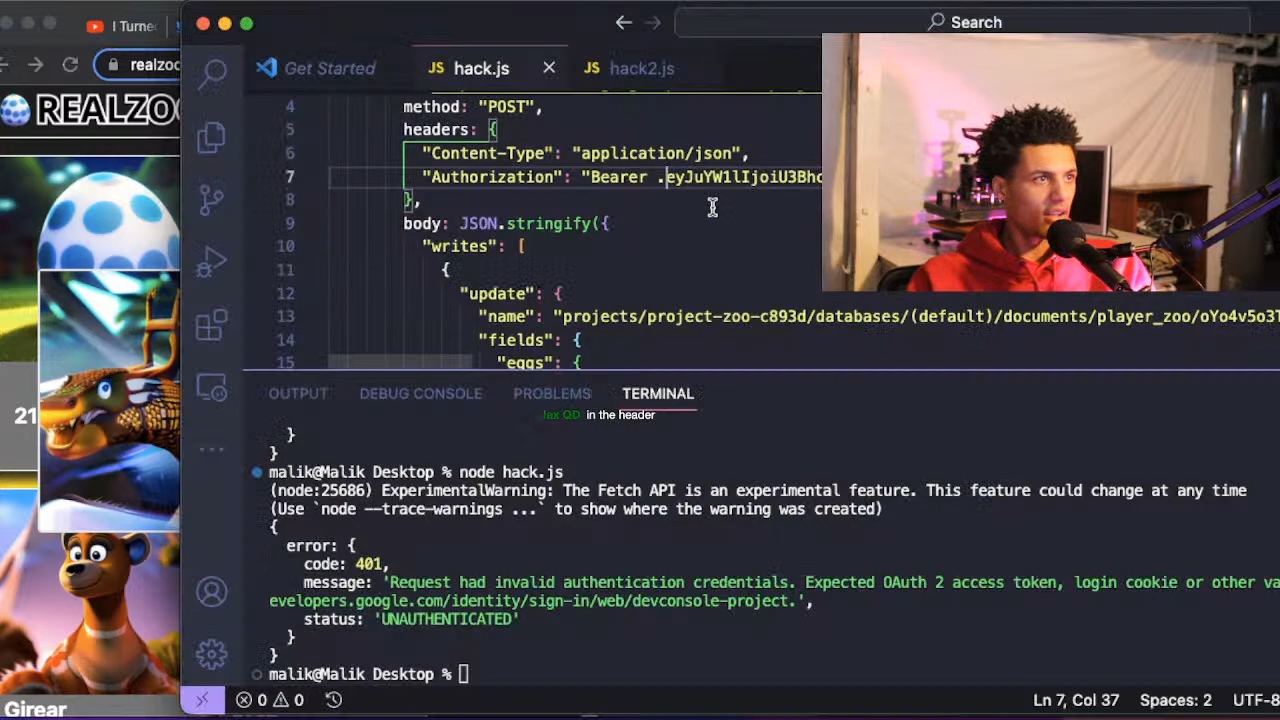 I Turne
Search
realzoo
REALZOO
Get Started
JS hack.js
JS hack2.js
4 method: "POST",
5 headers: {
6 "Content-Type": "application/json",
7 "Authorization": "Bearer .eyJuYW1lIjoiU3Bhc
8 },
9 body: JSON.stringify({
10 "writes": [
11 {
12 "update": {
13 "name": "projects/project-zoo-c893d/databases/(default)/documents/player_zoo/oYo4v5o3T
14 "fields": {
15 "eggs": {
21
OUTPUT DEBUG CONSOLE PROBLEMS TERMINAL
fax QD in the header
}
}
malik@Malik Desktop % node hack.js
(node:25686) ExperimentalWarning: The Fetch API is an experimental feature. This feature could change at any time
(Use `node --trace-warnings ...` to show where the warning was created)
{
error: {
code: 401,
message: 'Request had invalid authentication credentials. Expected OAuth 2 access token, login cookie or other va
evelopers.google.com/identity/sign-in/web/devconsole-project.',
status: 'UNAUTHENTICATED'
}
}
malik@Malik Desktop %
Girear
0 0
Ln 7, Col 37 Spaces: 2 UTF-8